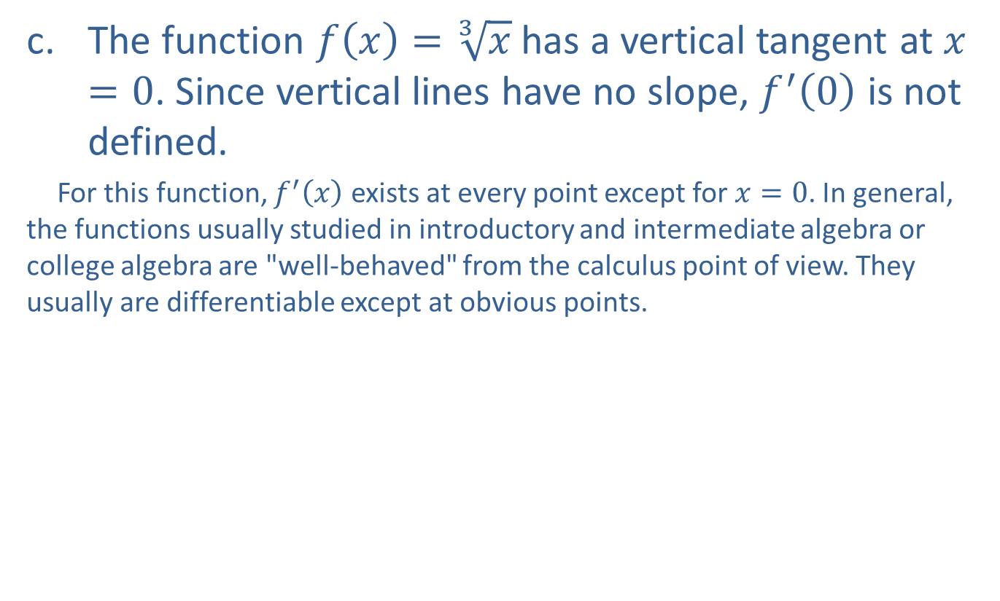 c. The function 𝑓(𝑥) = ∛𝑥 has a vertical tangent at 𝑥
= 0. Since vertical lines have no slope, 𝑓′(0) is not
defined.
For this function, 𝑓′(𝑥) exists at every point except for 𝑥 = 0. In general,
the functions usually studied in introductory and intermediate algebra or
college algebra are "well-behaved" from the calculus point of view. They
usually are differentiable except at obvious points.